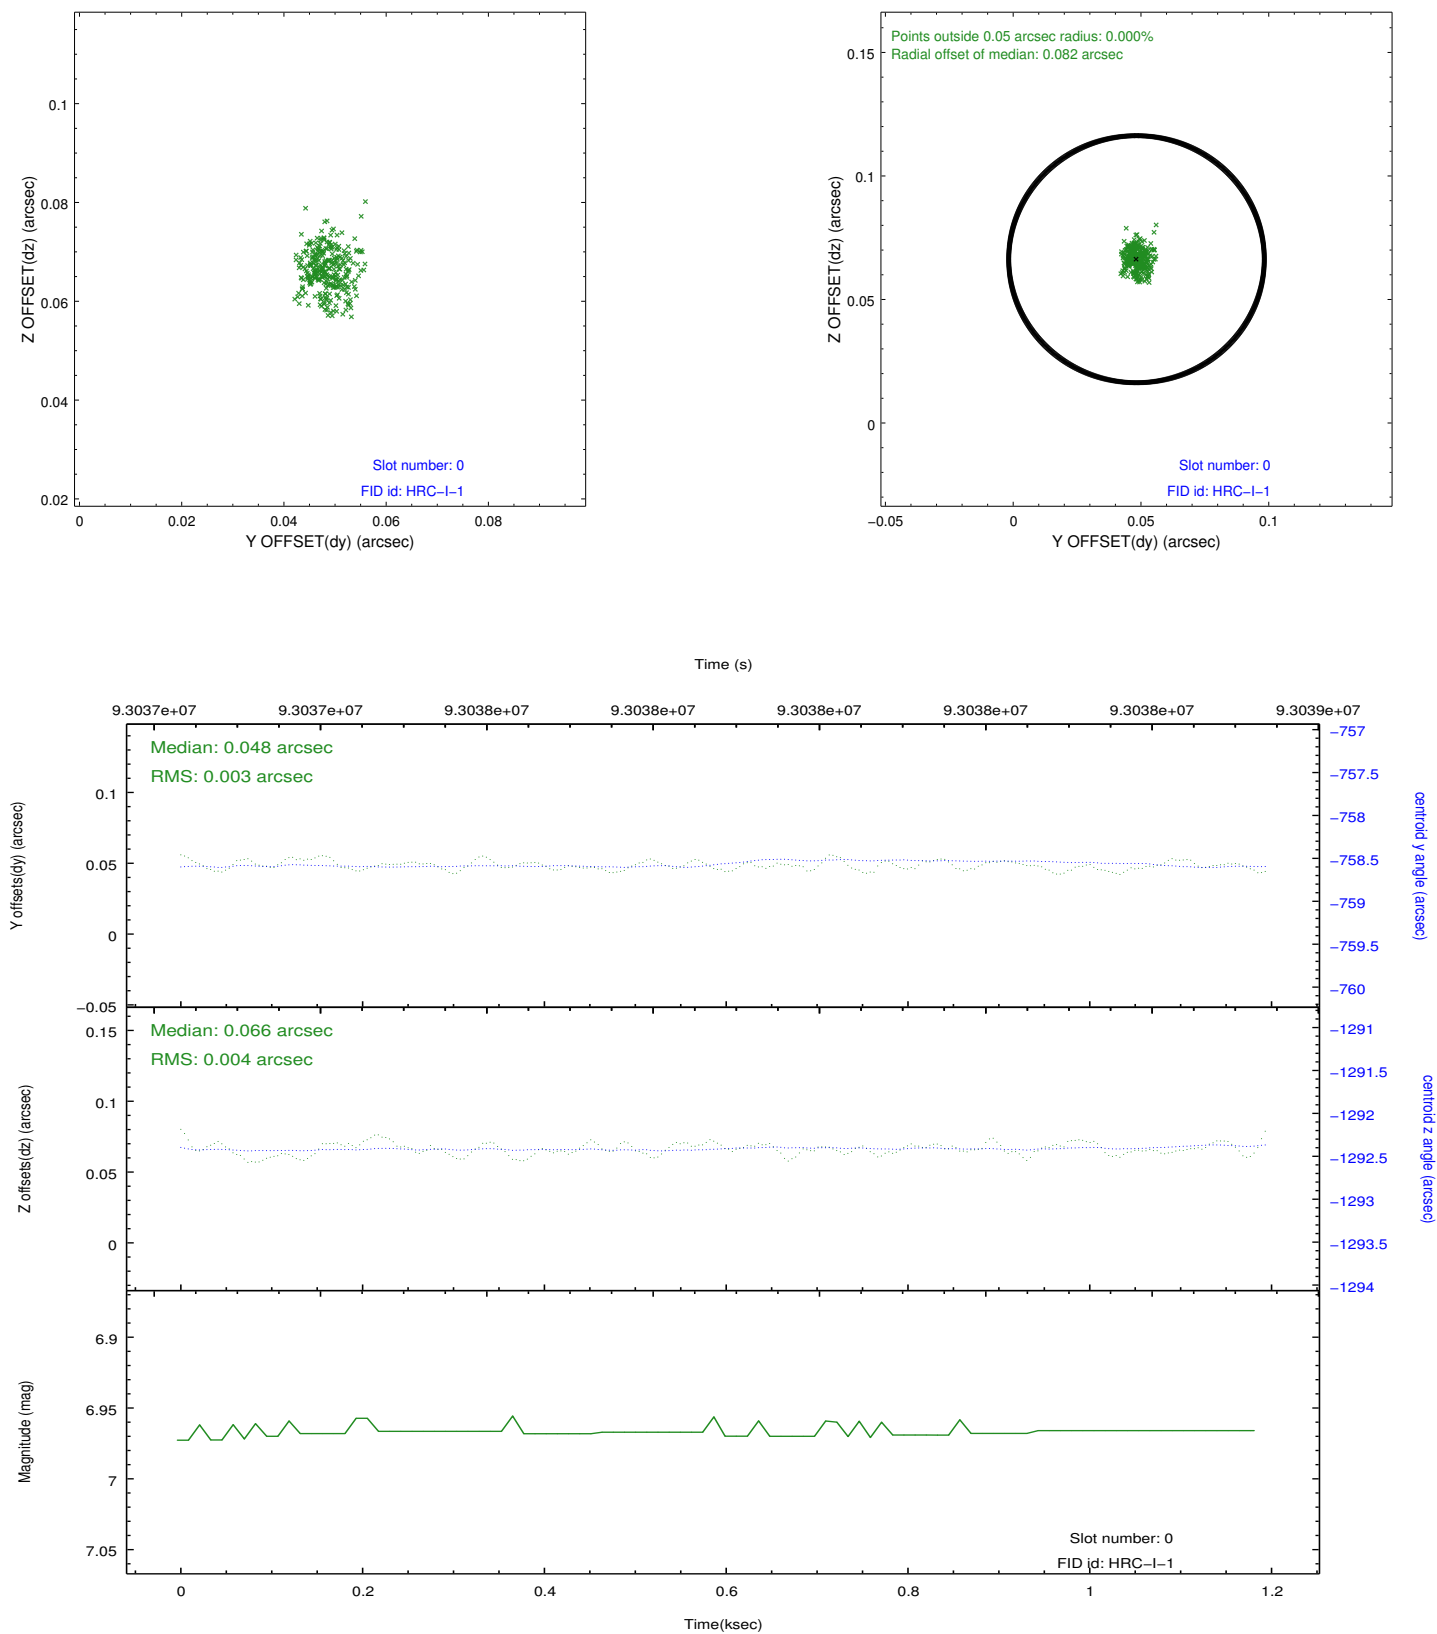 0.1
0.08
0.06
0.04
0.02
Z OFFSET(dz) (arcsec)
Slot number: 0
FID id: HRC−I−1
0 0.02 0.04 0.06 0.08
Y OFFSET(dy) (arcsec)
Points outside 0.05 arcsec radius: 0.000%
Radial offset of median: 0.082 arcsec
0.15
0.1
0.05
0
Z OFFSET(dz) (arcsec)
Slot number: 0
FID id: HRC−I−1
−0.05 0 0.05 0.1
Y OFFSET(dy) (arcsec)
Time (s)
9.3037e+07 9.3037e+07 9.3038e+07 9.3038e+07 9.3038e+07 9.3038e+07 9.3038e+07 9.3039e+07
Median: 0.048 arcsec
RMS: 0.003 arcsec
0.1
0.05
0
−0.05
Y offsets(dy) (arcsec)
−757
−757.5
−758
−758.5
−759
−759.5
−760
centroid y angle (arcsec)
Median: 0.066 arcsec
RMS: 0.004 arcsec
0.15
0.1
0.05
0
Z offsets(dz) (arcsec)
−1291
−1291.5
−1292
−1292.5
−1293
−1293.5
−1294
centroid z angle (arcsec)
6.9
6.95
7
7.05
Magnitude (mag)
Slot number: 0
FID id: HRC−I−1
0 0.2 0.4 0.6 0.8 1 1.2
Time(ksec)